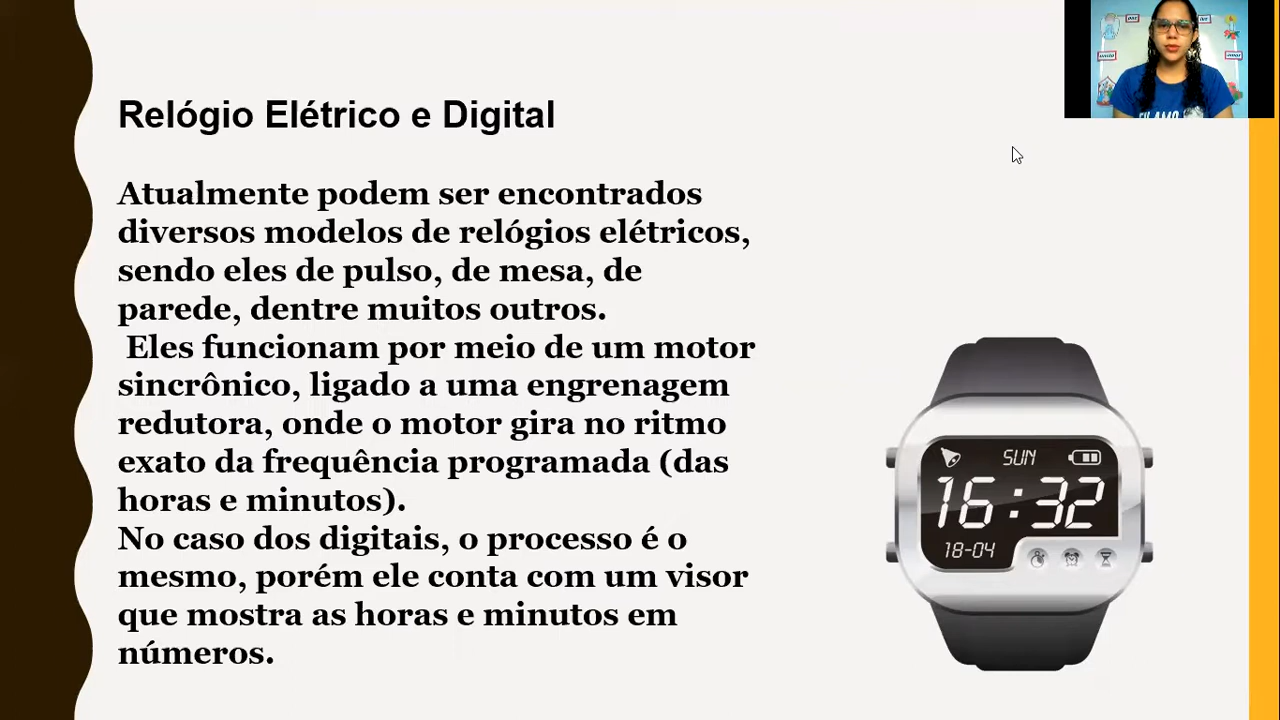 Relógio Elétrico e Digital
Atualmente podem ser encontrados
diversos modelos de relógios elétricos,
sendo eles de pulso, de mesa, de
parede, dentre muitos outros.
Eles funcionam por meio de um motor
sincrônico, ligado a uma engrenagem
redutora, onde o motor gira no ritmo
exato da frequência programada (das
horas e minutos).
No caso dos digitais, o processo é o
mesmo, porém ele conta com um visor
que mostra as horas e minutos em
números.
SUN
16:32
18-04